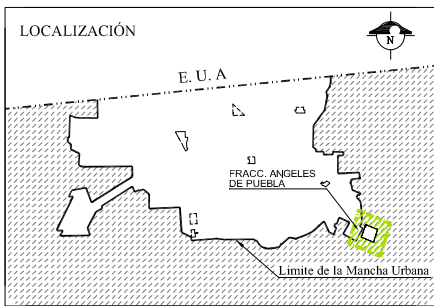 LOCALIZACIÓN
N
E. U. A
FRACC. ANGELES
DE PUEBLA
Limite de la Mancha Urbana